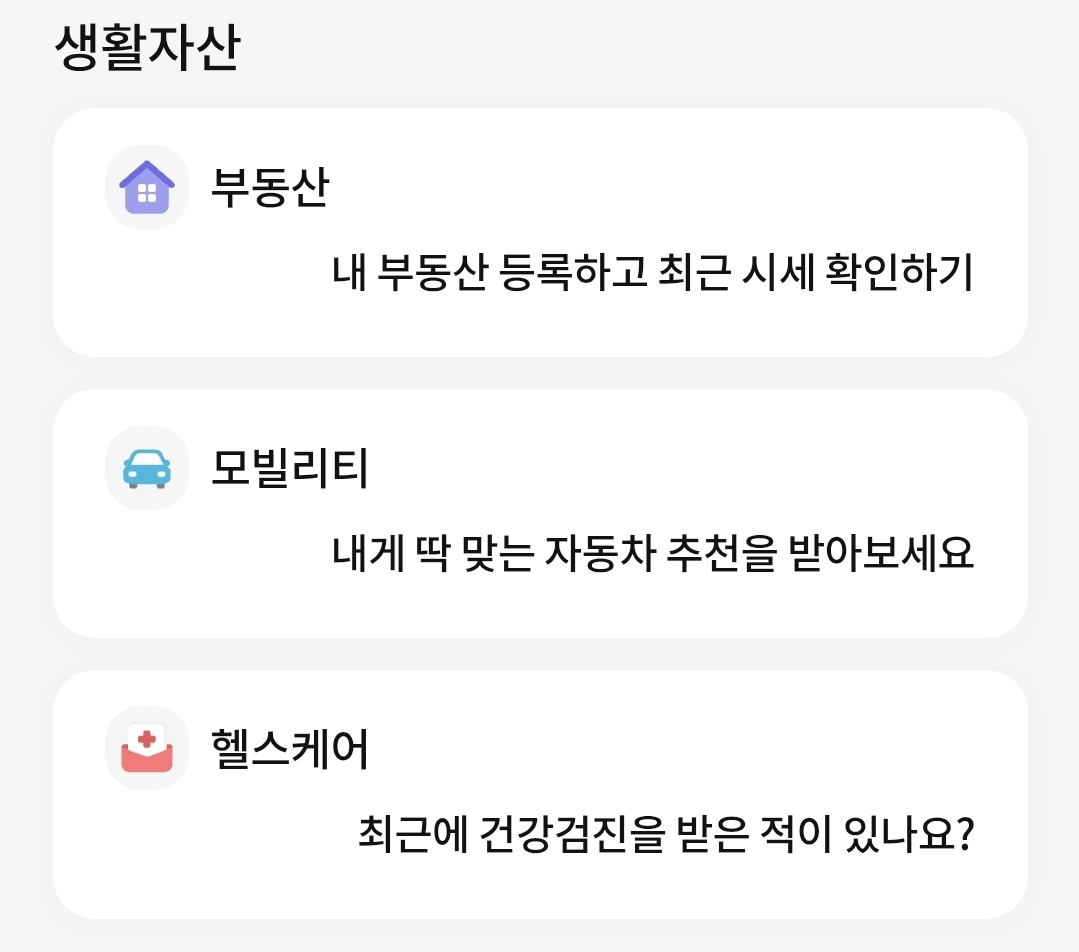 생활자산
부동산
내 부동산 등록하고 최근 시세 확인하기
모빌리티
내게 딱 맞는 자동차 추천을 받아보세요
헬스케어
최근에 건강검진을 받은 적이 있나요?